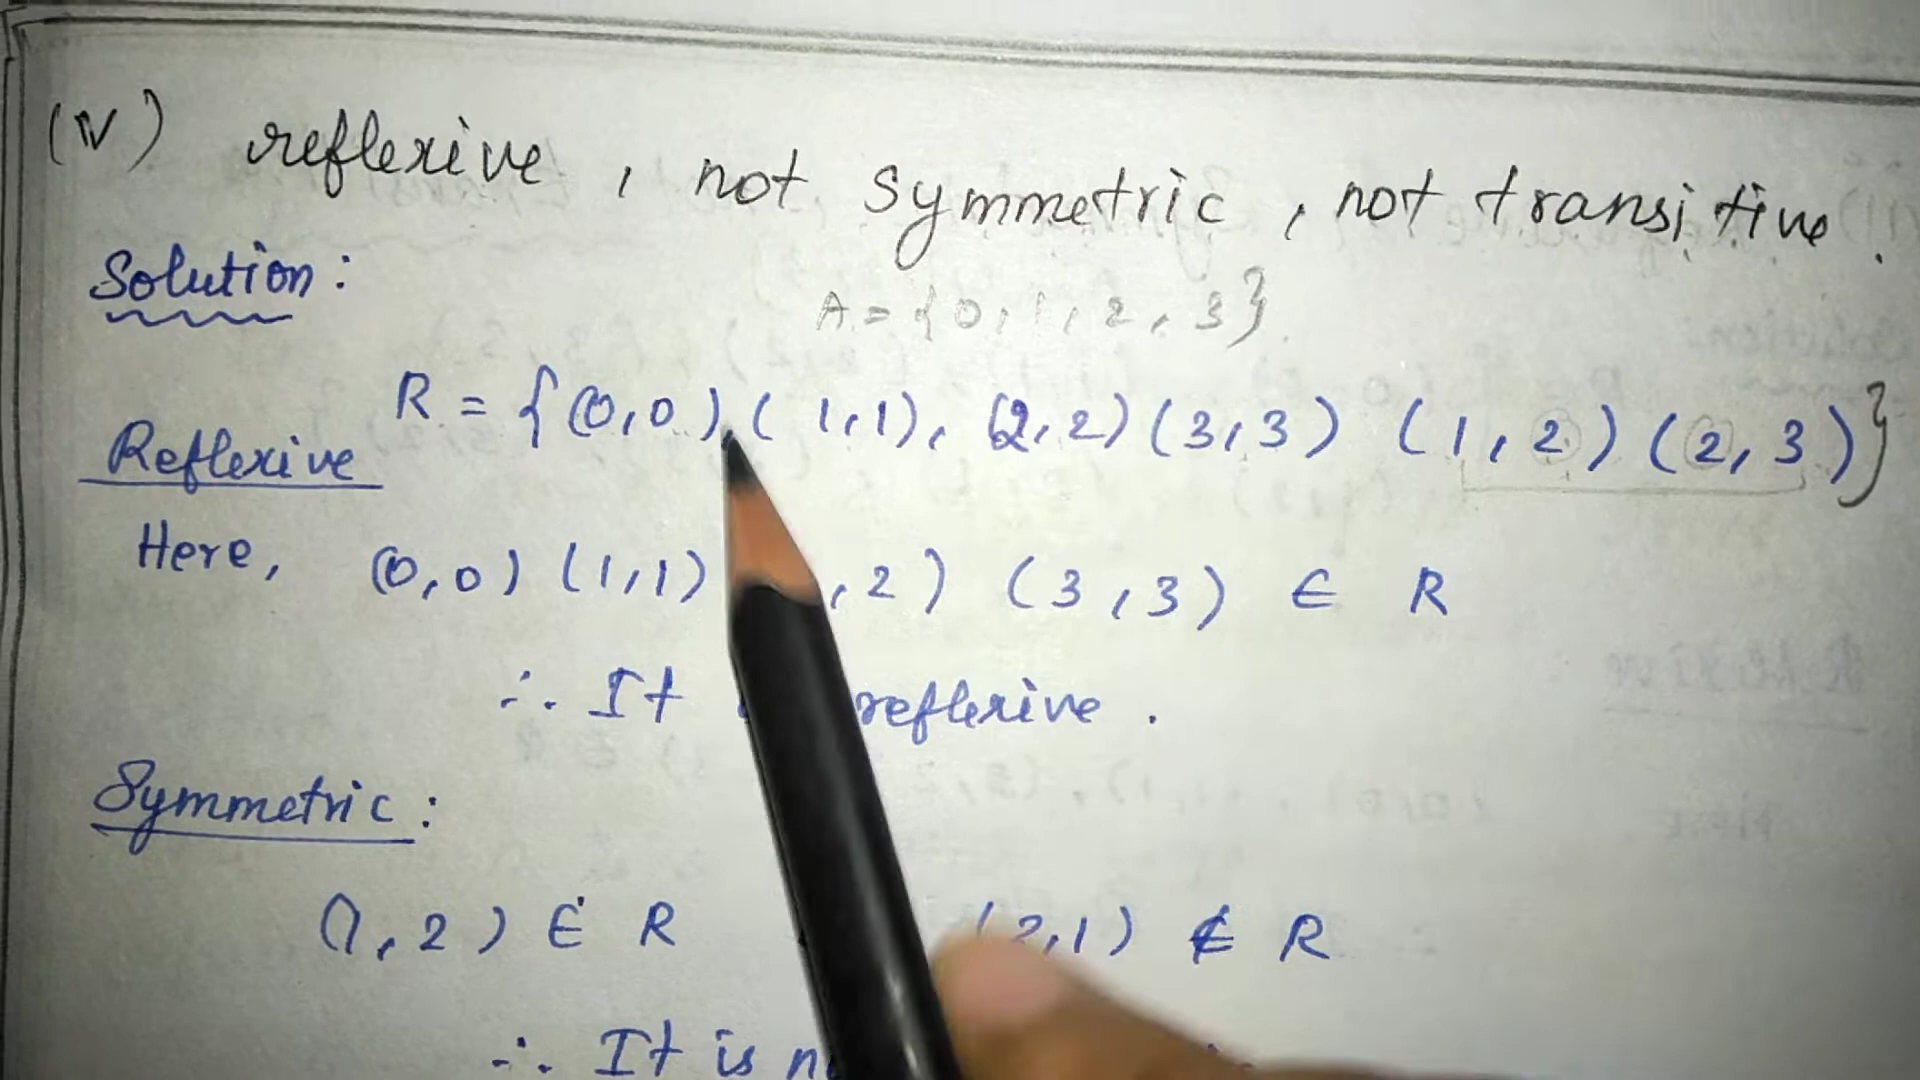 (iv) reflexive, not symmetric, not transitive.
Solution:
A = {0, 1, 2, 3}
R = {(0,0),(1,1),(2,2)(3,3) (1,2)(2,3)}
Reflexive
Here, (0,0) (1,1) ,2) (3,3) ∈ R
∴ It reflexive.
Symmetric:
(1,2) ∈ R (2,1) ∉ R
∴ It is